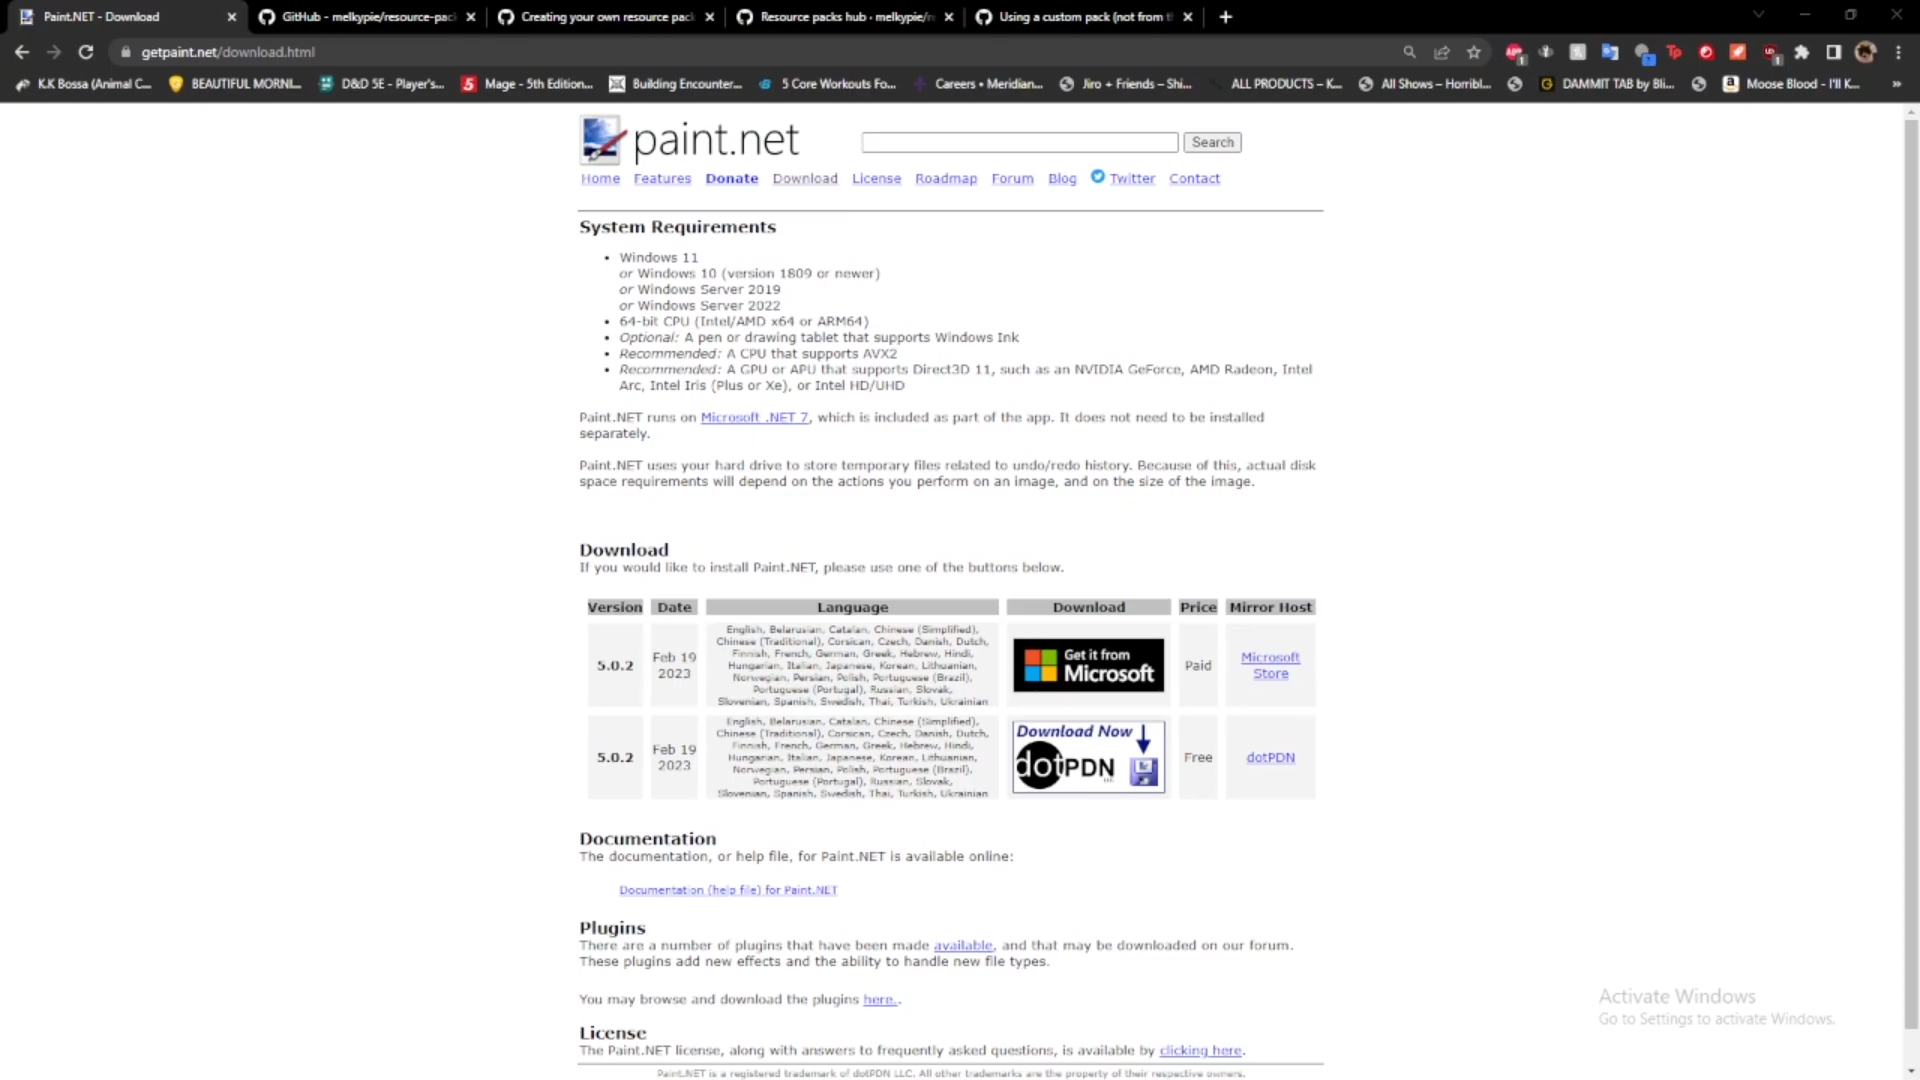 Paint.NET - Download
GitHub - melkypie/resource-pac
Creating your own resource pac
Resource packs hub · melkypie/r
Using a custom pack (not from t
getpaint.net/download.html
K.K Bossa (Animal C...
BEAUTIFUL MORNI...
D&D 5E - Player's...
Mage - 5th Edition...
Building Encounter...
5 Core Workouts Fo...
Careers • Meridian...
Jiro + Friends – Shi...
ALL PRODUCTS – K...
All Shows – Horribl...
DAMMIT TAB by Bli...
Moose Blood - I'll K...
paint.net
Search
Home Features Donate Download License Roadmap Forum Blog Twitter Contact
System Requirements
• Windows 11
or Windows 10 (version 1809 or newer)
or Windows Server 2019
or Windows Server 2022
• 64-bit CPU (Intel/AMD x64 or ARM64)
• Optional: A pen or drawing tablet that supports Windows Ink
• Recommended: A CPU that supports AVX2
• Recommended: A GPU or APU that supports Direct3D 11, such as an NVIDIA GeForce, AMD Radeon, Intel
Arc, Intel Iris (Plus or Xe), or Intel HD/UHD
Paint.NET runs on Microsoft .NET 7, which is included as part of the app. It does not need to be installed
separately.
Paint.NET uses your hard drive to store temporary files related to undo/redo history. Because of this, actual disk
space requirements will depend on the actions you perform on an image, and on the size of the image.
Download
If you would like to install Paint.NET, please use one of the buttons below.
Version Date Language Download Price Mirror Host
5.0.2
Feb 19
2023
English, Belarusian, Catalan, Chinese (Simplified),
Chinese (Traditional), Corsican, Czech, Danish, Dutch,
Finnish, French, German, Greek, Hebrew, Hindi,
Hungarian, Italian, Japanese, Korean, Lithuanian,
Norwegian, Persian, Polish, Portuguese (Brazil),
Portuguese (Portugal), Russian, Slovak,
Slovenian, Spanish, Swedish, Thai, Turkish, Ukrainian
Get it from
Microsoft
Paid
Microsoft
Store
5.0.2
Feb 19
2023
English, Belarusian, Catalan, Chinese (Simplified),
Chinese (Traditional), Corsican, Czech, Danish, Dutch,
Finnish, French, German, Greek, Hebrew, Hindi,
Hungarian, Italian, Japanese, Korean, Lithuanian,
Norwegian, Persian, Polish, Portuguese (Brazil),
Portuguese (Portugal), Russian, Slovak,
Slovenian, Spanish, Swedish, Thai, Turkish, Ukrainian
Download Now
dotPDN
Free
dotPDN
Documentation
The documentation, or help file, for Paint.NET is available online:
Documentation (help file) for Paint.NET
Plugins
There are a number of plugins that have been made available, and that may be downloaded on our forum.
These plugins add new effects and the ability to handle new file types.
You may browse and download the plugins here..
License
The Paint.NET license, along with answers to frequently asked questions, is available by clicking here.
Paint.NET is a registered trademark of dotPDN LLC. All other trademarks are the property of their respective owners.
Activate Windows
Go to Settings to activate Windows.